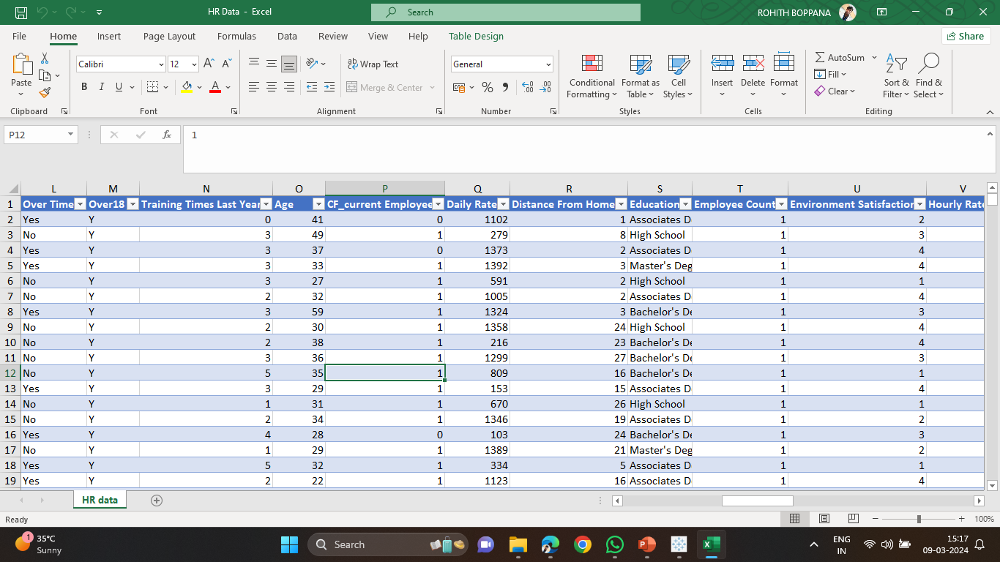 HR Data - Excel
Search
ROHITH BOPPANA
File Home Insert Page Layout Formulas Data Review View Help Table Design
Share
Paste
Clipboard
Calibri 12
B I U
Font
ab Wrap Text
Merge & Center
Alignment
General
Number
Conditional Formatting
Format as Table
Cell Styles
Styles
Insert Delete Format
Cells
AutoSum
Fill
Clear
Sort & Filter
Find & Select
Editing
P12
fx 1
L M N O P Q R S T U V
1 Over Time Over18 Training Times Last Year Age CF_current Employee Daily Rate Distance From Home Education Employee Count Environment Satisfaction Hourly Rate
2 Yes Y 0 41 0 1102 1 Associates D 1 2
3 No Y 3 49 1 279 8 High School 1 3
4 Yes Y 3 37 0 1373 2 Associates D 1 4
5 Yes Y 3 33 1 1392 3 Master's Deg 1 4
6 No Y 3 27 1 591 2 High School 1 1
7 No Y 2 32 1 1005 2 Associates D 1 4
8 Yes Y 3 59 1 1324 3 Bachelor's De 1 3
9 No Y 2 30 1 1358 24 High School 1 4
10 No Y 2 38 1 216 23 Bachelor's De 1 4
11 No Y 3 36 1 1299 27 Bachelor's De 1 3
12 No Y 5 35 1 809 16 Bachelor's De 1 1
13 Yes Y 3 29 1 153 15 Associates D 1 4
14 No Y 1 31 1 670 26 High School 1 1
15 No Y 2 34 1 1346 19 Associates D 1 2
16 Yes Y 4 28 0 103 24 Bachelor's De 1 3
17 No Y 1 29 1 1389 21 Master's Deg 1 2
18 Yes Y 5 32 1 334 5 Associates D 1 1
19 Yes Y 2 22 1 1123 16 Associates D 1 4
HR data
Ready
100%
1
35°C
Sunny
Search
ENG
IN
15:17
09-03-2024